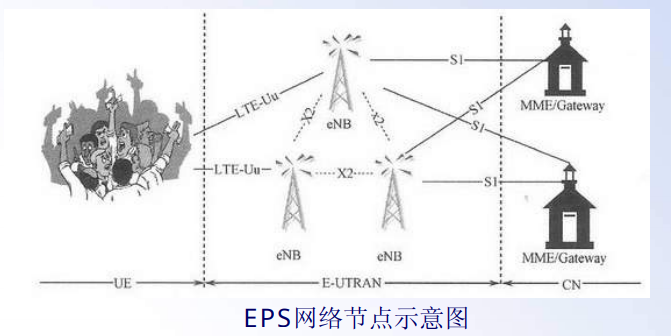 S1
LTE-Uu
X2
X2
S1
S1
MME/Gateway
eNB
LTE-Uu
X2
S1
eNB
eNB
MME/Gateway
UE
E-UTRAN
CN
EPS网络节点示意图